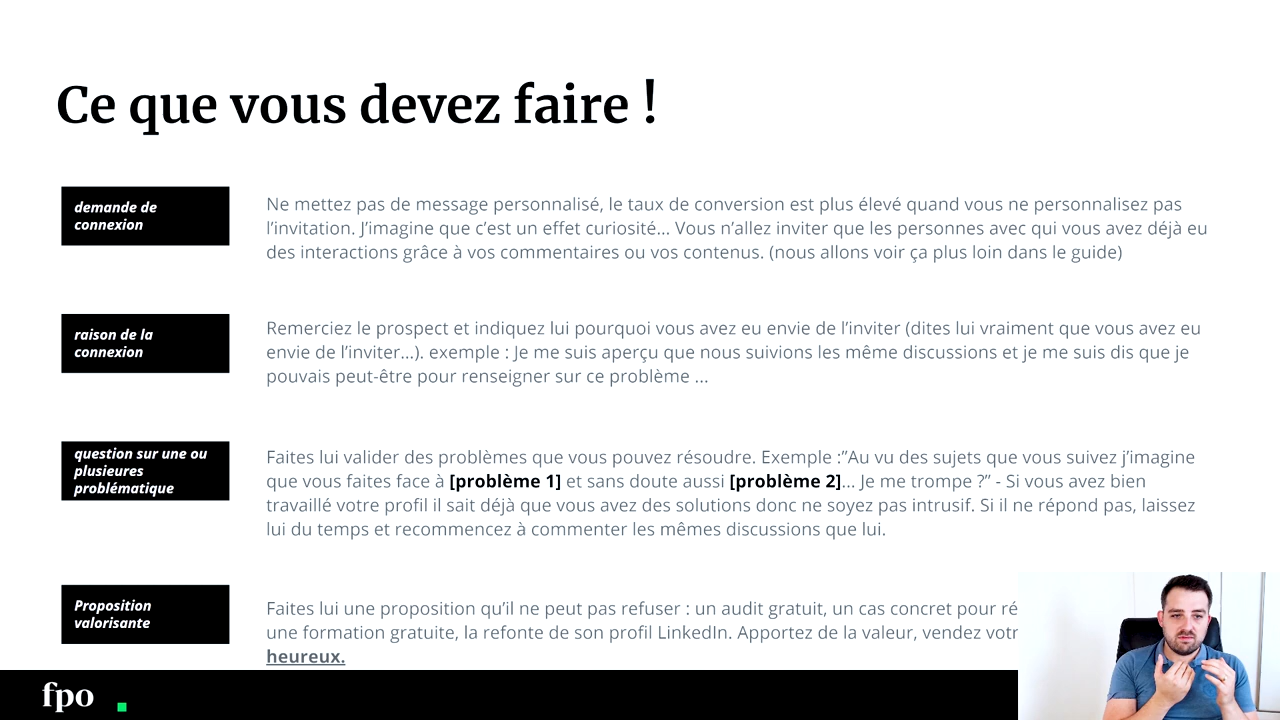 Ce que vous devez faire !
demande de
connexion
Ne mettez pas de message personnalisé, le taux de conversion est plus élevé quand vous ne personnalisez pas
l’invitation. J’imagine que c’est un effet curiosité... Vous n’allez inviter que les personnes avec qui vous avez déjà eu
des interactions grâce à vos commentaires ou vos contenus. (nous allons voir ça plus loin dans le guide)
raison de la
connexion
Remerciez le prospect et indiquez lui pourquoi vous avez eu envie de l’inviter (dites lui vraiment que vous avez eu
envie de l’inviter...). exemple : Je me suis aperçu que nous suivions les même discussions et je me suis dis que je
pouvais peut-être pour renseigner sur ce problème ...
question sur une ou
plusieures
problématique
Faites lui valider des problèmes que vous pouvez résoudre. Exemple :”Au vu des sujets que vous suivez j’imagine
que vous faites face à [problème 1] et sans doute aussi [problème 2]... Je me trompe ?” - Si vous avez bien
travaillé votre profil il sait déjà que vous avez des solutions donc ne soyez pas intrusif. Si il ne répond pas, laissez
lui du temps et recommencez à commenter les mêmes discussions que lui.
Proposition
valorisante
Faites lui une proposition qu’il ne peut pas refuser : un audit gratuit, un cas concret pour
une formation gratuite, la refonte de son profil LinkedIn. Apportez de la valeur, vendez
heureux.
fpo